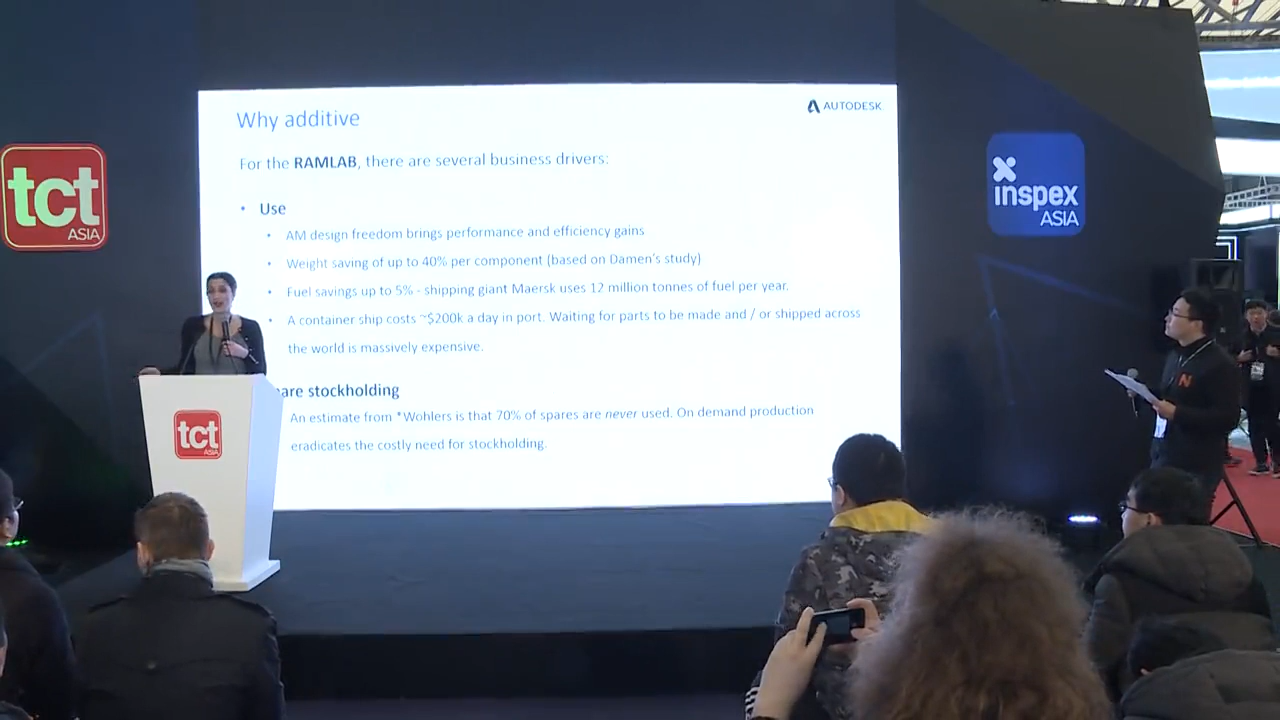 Why additive
AUTODESK
For the RAMLAB, there are several business drivers:
• Use
• AM design freedom brings performance and efficiency gains
• Weight saving of up to 40% per component (based on Damen's study)
• Fuel savings up to 5% - shipping giant Maersk uses 12 million tonnes of fuel per year.
• A container ship costs ~$200k a day in port. Waiting for parts to be made and / or shipped across
the world is massively expensive.
stockholding
An estimate from *Wohlers is that 70% of spares are never used. On demand production
eradicates the costly need for stockholding.
tct
ASIA
inspex
ASIA
tct
ASIA
N